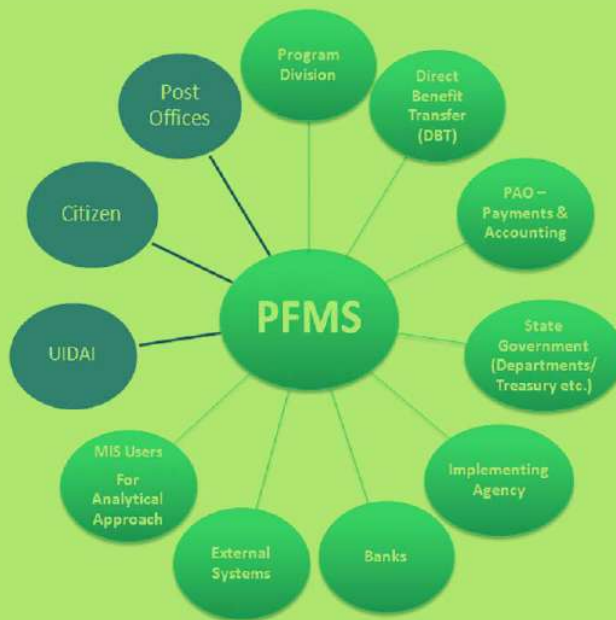 Program
Division
Direct
Benefit
Transfer
(DBT)
PAO –
Payments &
Accounting
State
Government
(Departments/
Treasury etc.)
Implementing
Agency
Banks
External
Systems
MIS Users
For
Analytical
Approach
UIDAI
Citizen
Post
Offices
PFMS